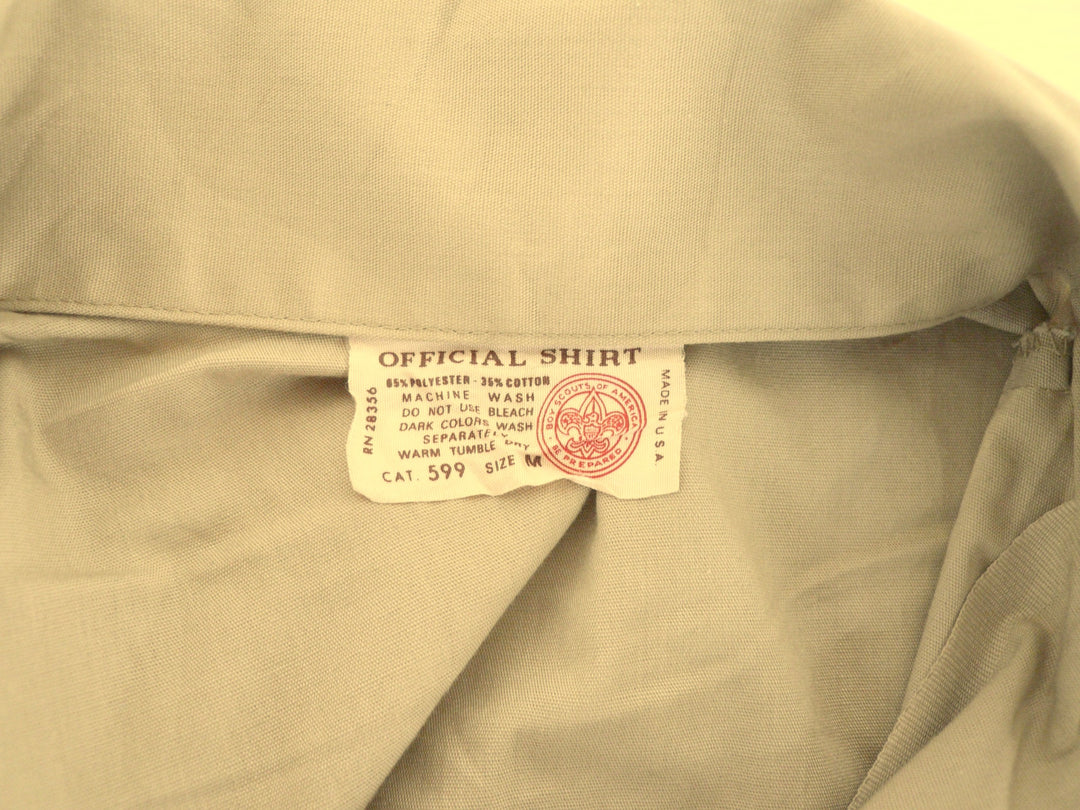 OFFICIAL SHIRT
65% POLYESTER - 35% COTTON
MACHINE WASH
DO NOT USE BLEACH
DARK COLORS WASH
SEPARATELY
WARM TUMBLE DRY
CAT. 599 SIZE M
RN 28356
BOY SCOUTS OF AMERICA
BE PREPARED
MADE IN U.S.A.